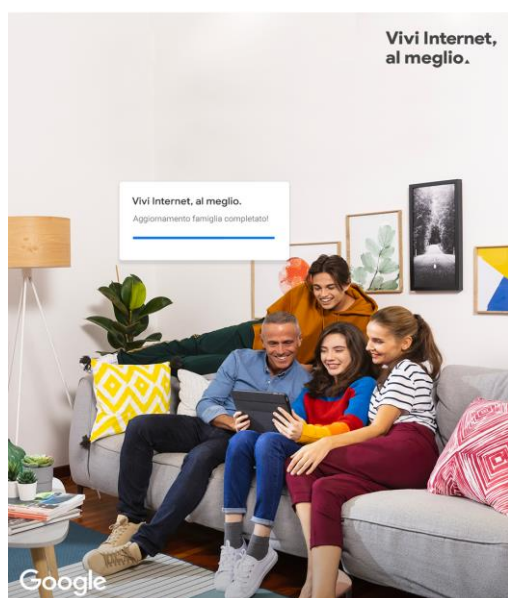 Vivi Internet,
al meglio.
Vivi Internet, al meglio.
Aggiornamento famiglia completato!
Google